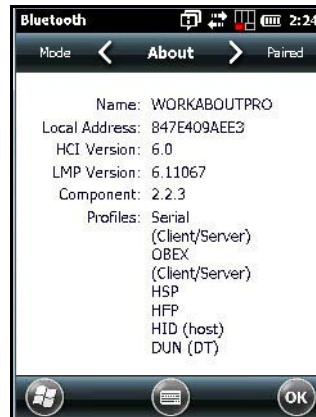 Bluetooth 2:24
Mode About Paired
Name: WORKABOUTPRO
Local Address: 847E409AEE3
HCI Version: 6.0
LMP Version: 6.11067
Component: 2.2.3
Profiles: Serial
(Client/Server)
OBEX
(Client/Server)
HSP
HFP
HID (host)
DUN (DT)
OK